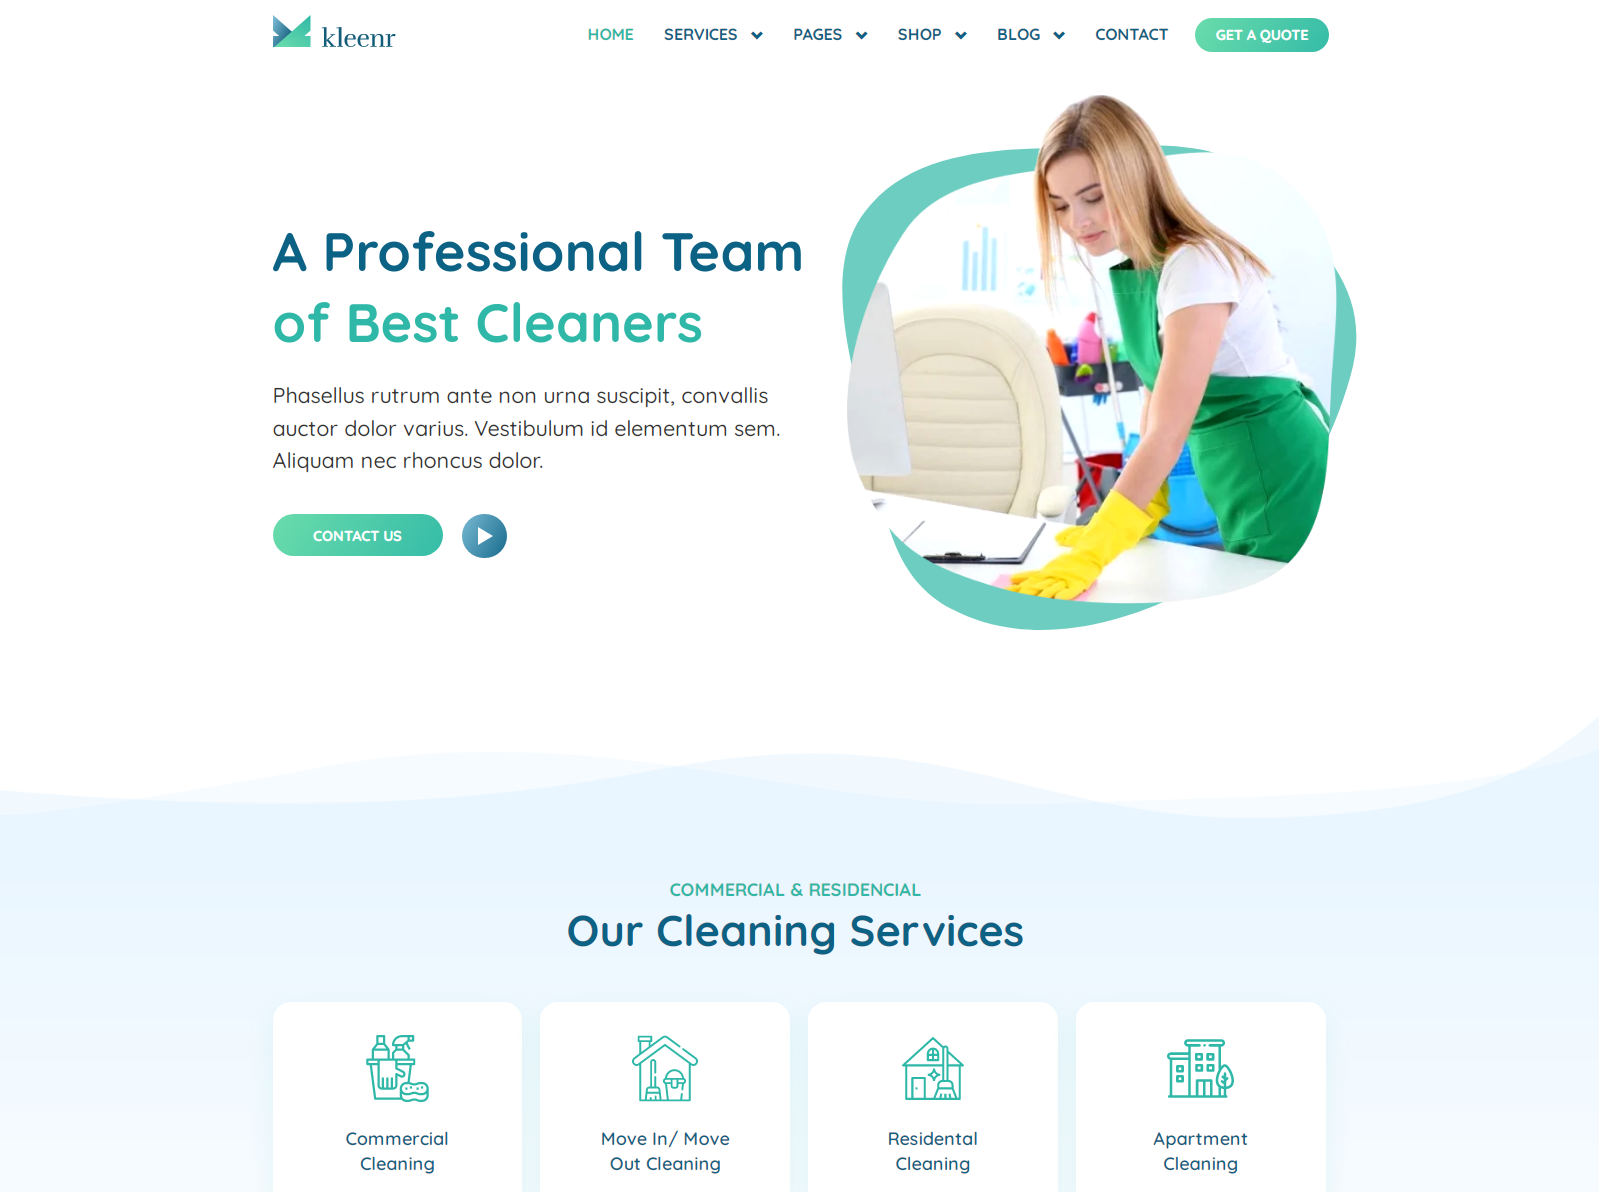 kleenr
HOME SERVICES PAGES SHOP BLOG CONTACT GET A QUOTE
A Professional Team
of Best Cleaners
Phasellus rutrum ante non urna suscipit, convallis
auctor dolor varius. Vestibulum id elementum sem.
Aliquam nec rhoncus dolor.
CONTACT US
COMMERCIAL & RESIDENCIAL
Our Cleaning Services
Commercial
Cleaning
Move In/ Move
Out Cleaning
Residental
Cleaning
Apartment
Cleaning